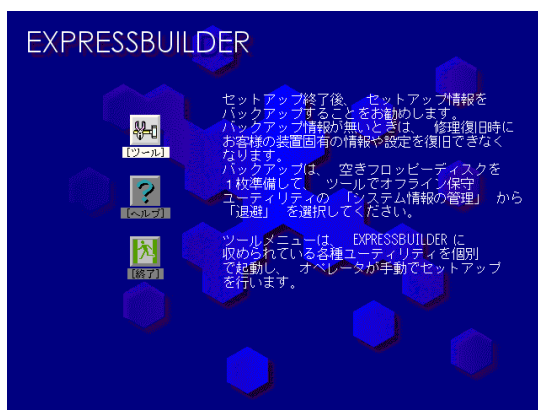 EXPRESSBUILDER
セットアップ終了後、 セットアップ情報を
バックアップすることをお勧めします。
バックアップ情報が無いときは、 修理復旧時に
お客様の装置固有の情報や設定を復旧できなく
なります。
バックアップは、 空きフロッピーディスクを
1枚準備して、 ツールでオフライン保守
ユーティリティの 「システム情報の管理」 から
「退避」 を選択してください。
ツールメニューは、 EXPRESSBUILDER に
収められている各種ユーティリティを個別
で起動し、 オペレータが手動でセットアップ
を行います。
[ツール]
?
[ヘルプ]
[終了]